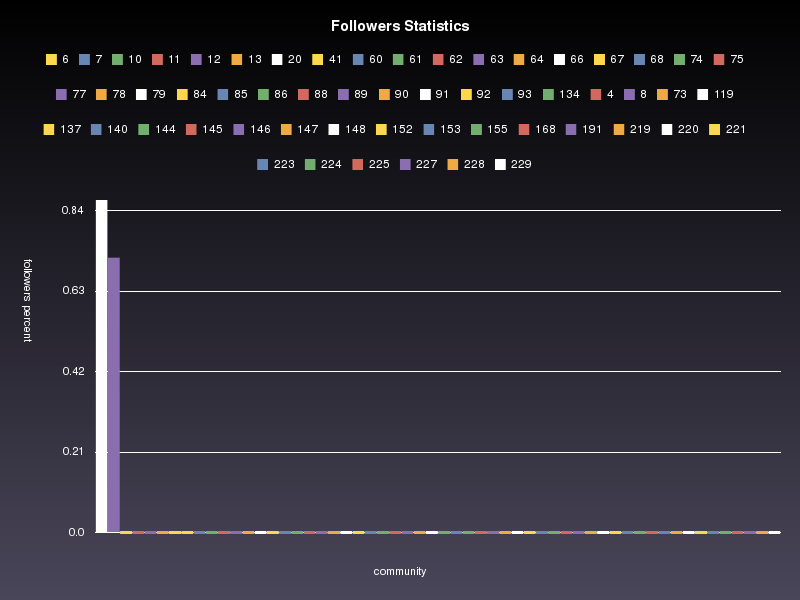 Followers Statistics
6 7 10 11 12 13 20 41 60 61 62 63 64 66 67 68 74 75
77 78 79 84 85 86 88 89 90 91 92 93 134 4 8 73 119
137 140 144 145 146 147 148 152 153 155 168 191 219 220 221
223 224 225 227 228 229
0.84
0.63
0.42
0.21
0.0
followers percent
community